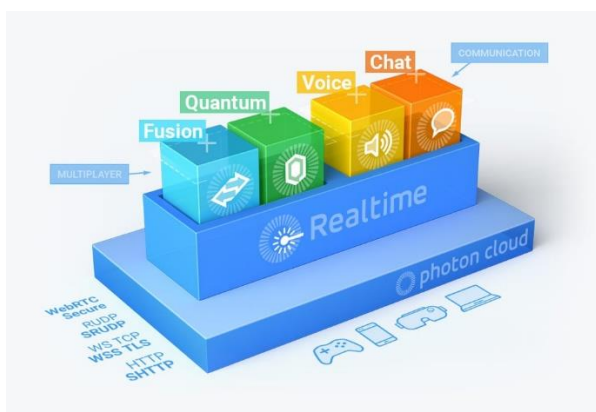 COMMUNICATION
Chat
Voice
Quantum
Fusion
MULTIPLAYER
Realtime
photon cloud
WebRTC
Secure
RUDP
SRUDP
WS TCP
WSS TLS
HTTP
SHTTP